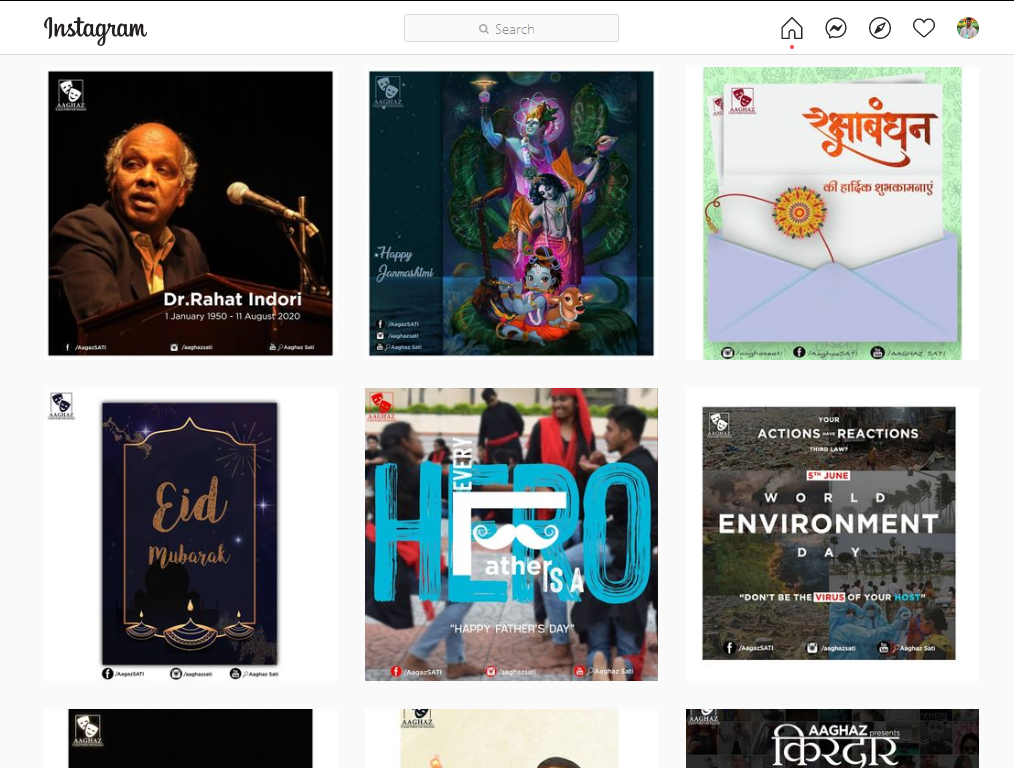 Instagram
Search
AAGHAZ
Dr.Rahat Indori
1 January 1950 - 11 August 2020
/AagazSATI
/aaghazsati
Aaghaz Sati
AAGHAZ
Happy
Janmashtmi
/AagazSATI
/aaghazsati
Aaghaz Sati
AAGHAZ
रक्षाबंधन
की हार्दिक शुभकामनाएं
/aaghazsati
/AaghazSATI
/AAGHAZ SATI
AAGHAZ
Eid
Mubarak
/AagazSATI
/aaghazsati
Aaghaz Sati
AAGHAZ
EVERY
HERO
Father
IS A
"HAPPY FATHER'S DAY"
/AagazSATI
/aaghazsati
Aaghaz Sati
AAGHAZ
YOUR
ACTIONS HAVE REACTIONS
THIRD LAW?
5TH JUNE
WORLD
ENVIRONMENT
DAY
"DON'T BE THE VIRUS OF YOUR HOST"
/AagazSATI
/aaghazsati
Aaghaz Sati
AAGHAZ
AAGHAZ
AAGHAZ
AAGHAZ presents
किरदार